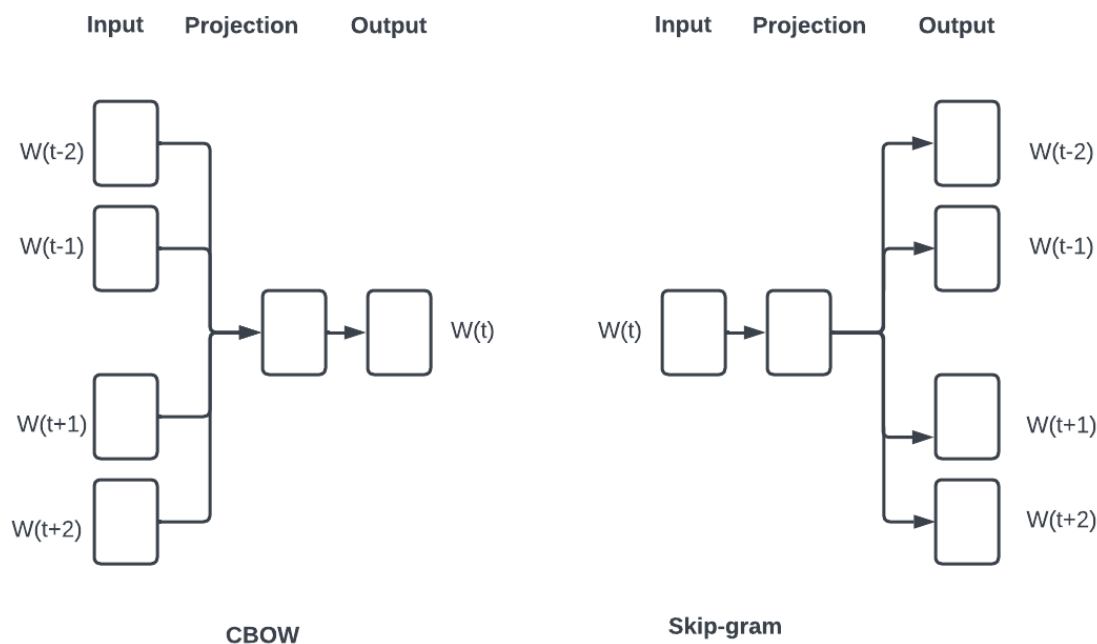 Input Projection Output
W(t-2)
W(t-1)
W(t)
W(t+1)
W(t+2)
CBOW
Input Projection Output
W(t-2)
W(t-1)
W(t)
W(t+1)
W(t+2)
Skip-gram